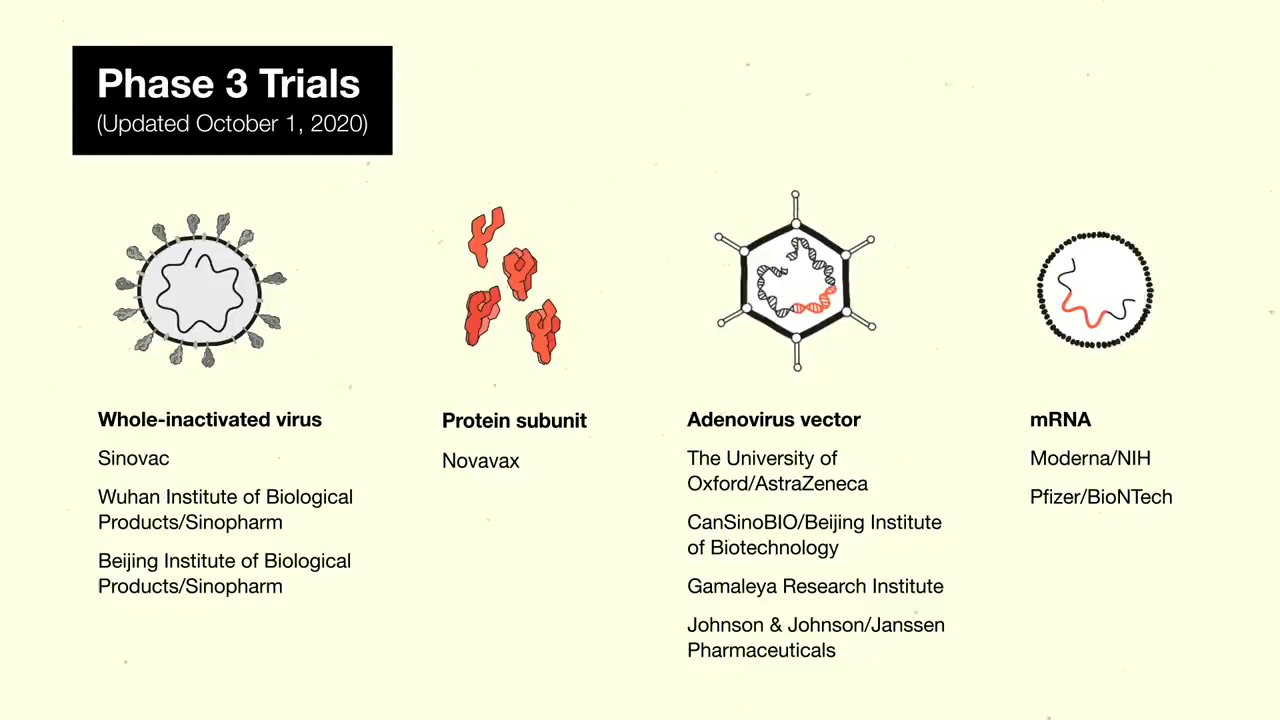 Phase 3 Trials
(Updated October 1, 2020)
Whole-inactivated virus
Sinovac
Wuhan Institute of Biological
Products/Sinopharm
Beijing Institute of Biological
Products/Sinopharm
Protein subunit
Novavax
Adenovirus vector
The University of
Oxford/AstraZeneca
CanSinoBIO/Beijing Institute
of Biotechnology
Gamaleya Research Institute
Johnson & Johnson/Janssen
Pharmaceuticals
mRNA
Moderna/NIH
Pfizer/BioNTech